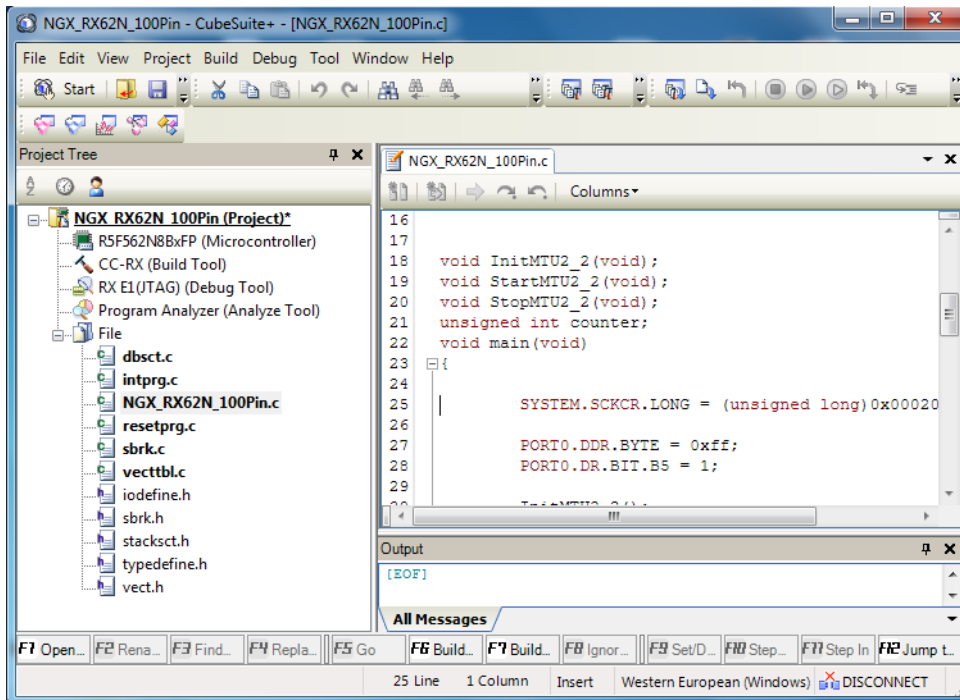 NGX_RX62N_100Pin - CubeSuite+ - [NGX_RX62N_100Pin.c]
File Edit View Project Build Debug Tool Window Help
Start
Project Tree
NGX_RX62N_100Pin (Project)*
R5F562N8BxFP (Microcontroller)
CC-RX (Build Tool)
RX E1(JTAG) (Debug Tool)
Program Analyzer (Analyze Tool)
File
dbsct.c
intprg.c
NGX_RX62N_100Pin.c
resetprg.c
sbrk.c
vecttbl.c
iodefine.h
sbrk.h
stacksct.h
typedefine.h
vect.h
NGX_RX62N_100Pin.c
Columns
16
17
18 void InitMTU2_2(void);
19 void StartMTU2_2(void);
20 void StopMTU2_2(void);
21 unsigned int counter;
22 void main(void)
23 {
24
25 SYSTEM.SCKCR.LONG = (unsigned long)0x00020
26
27 PORT0.DDR.BYTE = 0xff;
28 PORT0.DR.BIT.B5 = 1;
29
Output
[EOF]
All Messages
F1 Open... F2 Rena... F3 Find... F4 Repla... F5 Go F6 Build... F7 Build... F8 Ignor... F9 Set/D... F10 Step... F11 Step In F12 Jump t...
25 Line 1 Column Insert Western European (Windows) DISCONNECT